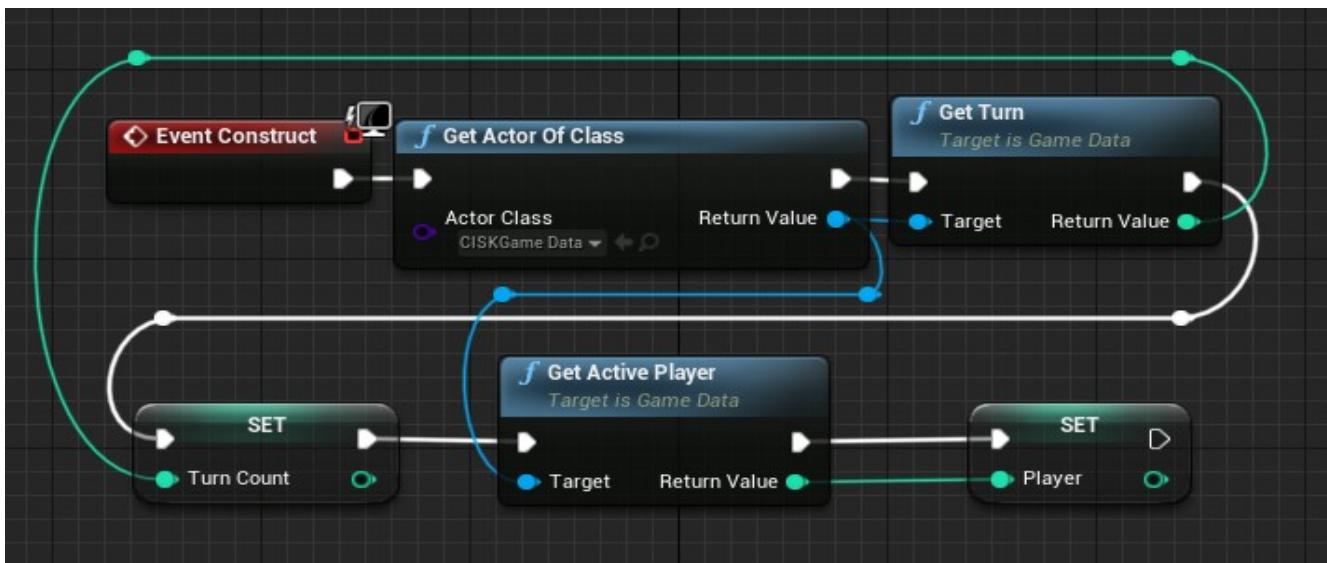 Event Construct
f Get Actor Of Class
Actor Class
Return Value
CISKGame Data
f Get Turn
Target is Game Data
Target
Return Value
SET
Turn Count
f Get Active Player
Target is Game Data
Target
Return Value
SET
Player